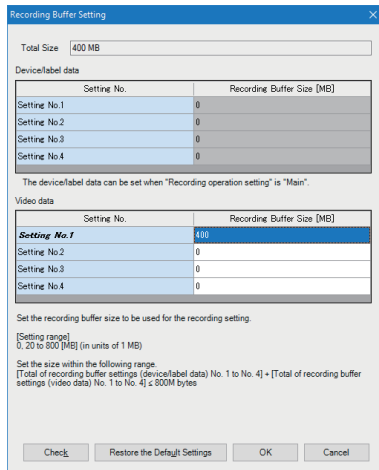 Recording Buffer Setting
Total Size 400 MB
Device/label data
Setting No. Recording Buffer Size [MB]
Setting No.1 0
Setting No.2 0
Setting No.3 0
Setting No.4 0
The device/label data can be set when "Recording operation setting" is "Main".
Video data
Setting No. Recording Buffer Size [MB]
Setting No.1 400
Setting No.2 0
Setting No.3 0
Setting No.4 0
Set the recording buffer size to be used for the recording setting.
[Setting range]
0, 20 to 800 [MB] (in units of 1 MB)
Set the size within the following range.
[Total of recording buffer settings (device/label data) No. 1 to No. 4] + [Total of recording buffer
settings (video data) No. 1 to No. 4] ≤ 800M bytes
Check Restore the Default Settings OK Cancel